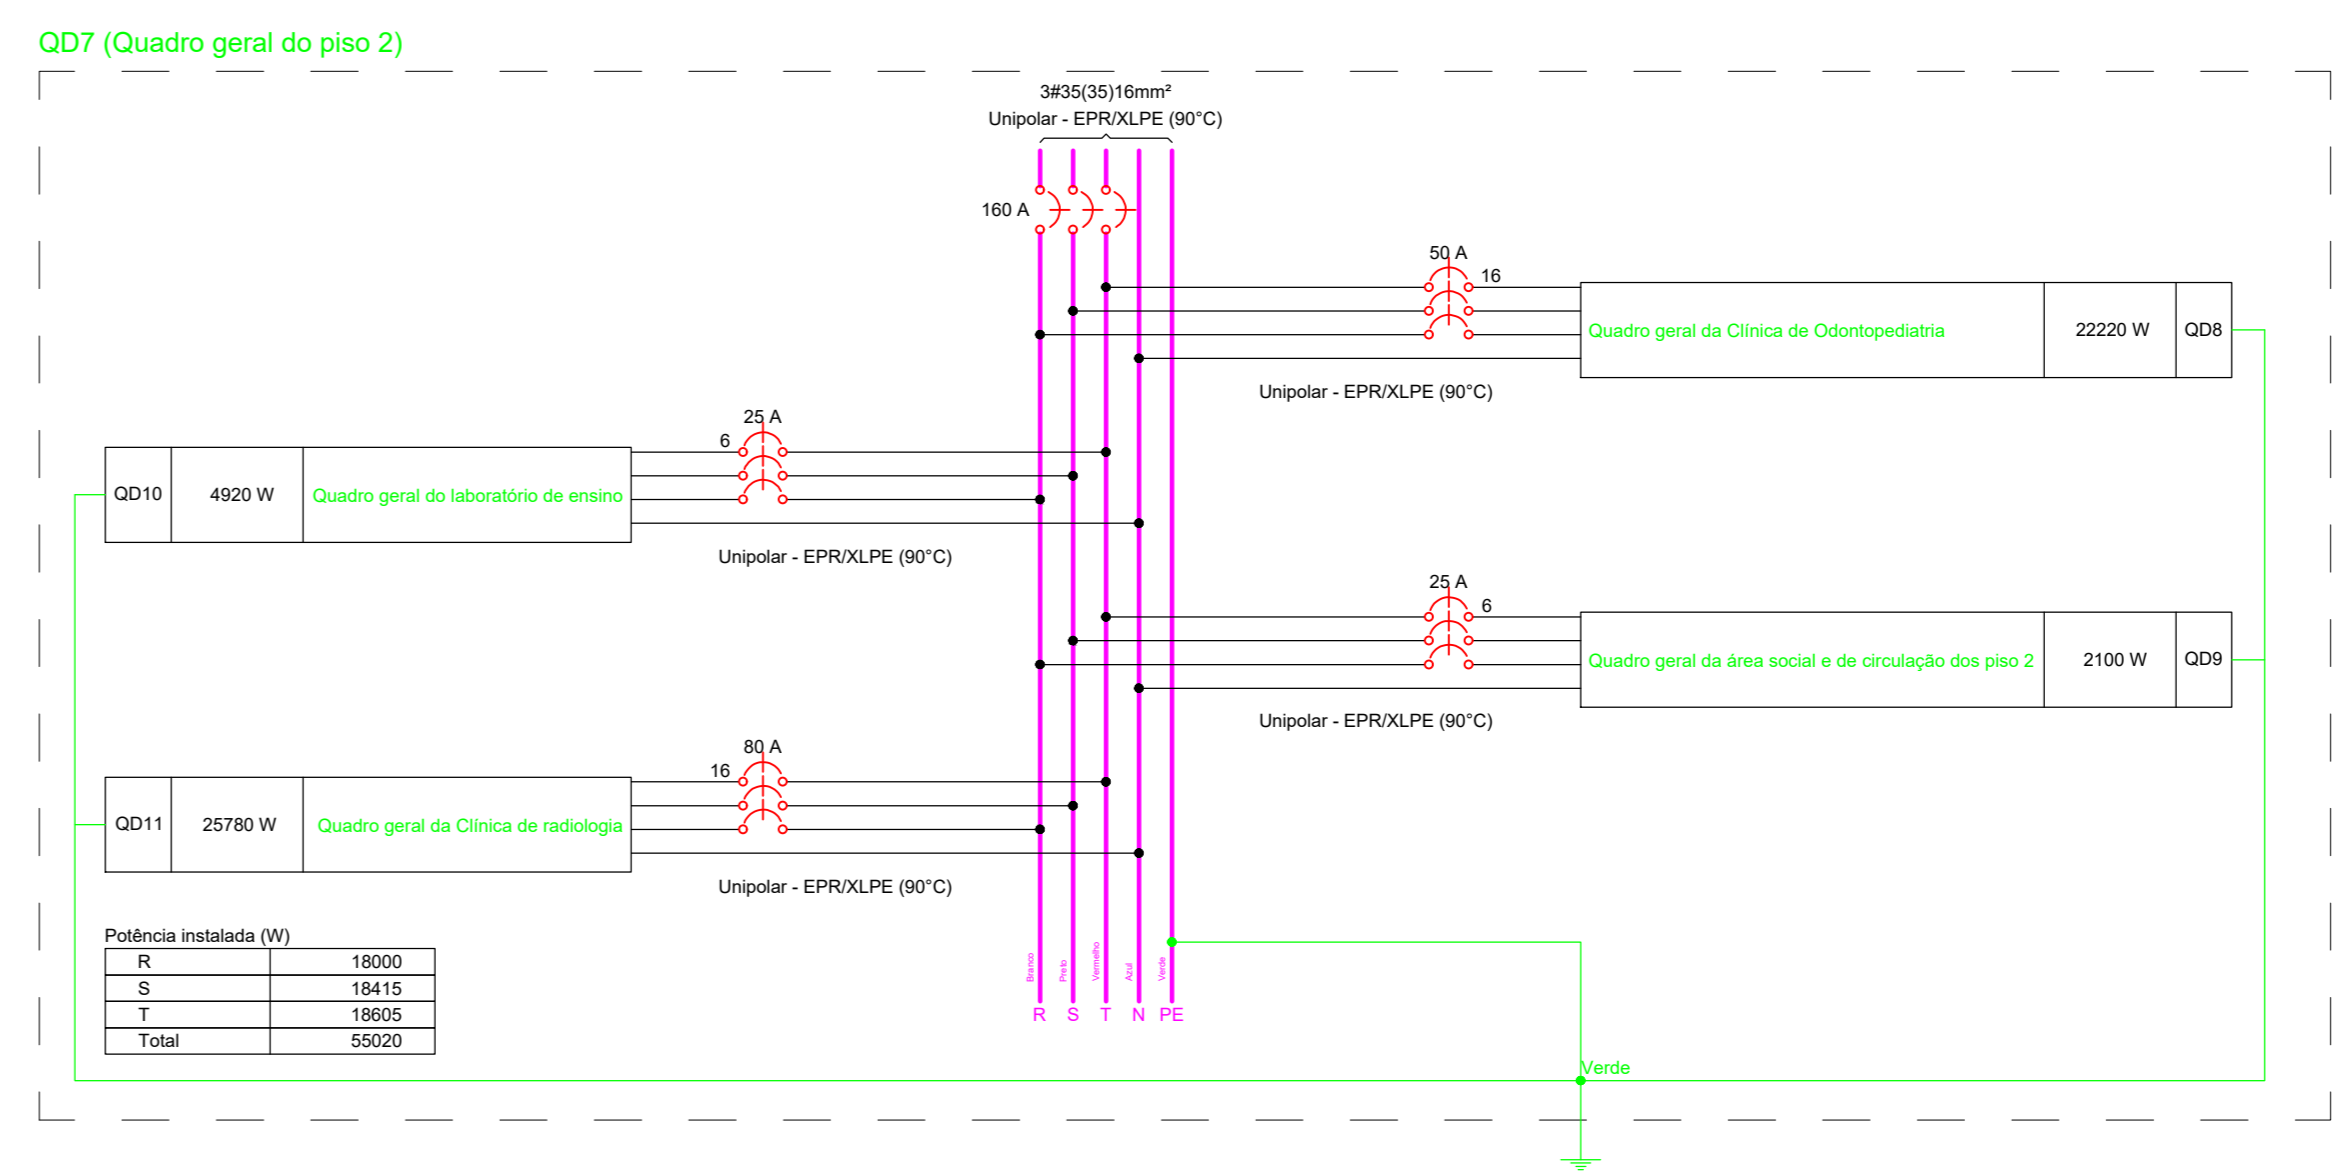 QD7 (Quadro geral do piso 2)
3#35(35)16mm²
Unipolar - EPR/XLPE (90°C)
160 A
50 A
16
Quadro geral da Clínica de Odontopediatria
22220 W
QD8
Unipolar - EPR/XLPE (90°C)
25 A
6
QD10
4920 W
Quadro geral do laboratório de ensino
Unipolar - EPR/XLPE (90°C)
25 A
6
Quadro geral da área social e de circulação dos piso 2
2100 W
QD9
Unipolar - EPR/XLPE (90°C)
80 A
16
QD11
25780 W
Quadro geral da Clínica de radiologia
Unipolar - EPR/XLPE (90°C)
Potência instalada (W)
R 18000
S 18415
T 18605
Total 55020
Branco
Preto
Vermelho
Azul
Verde
R S T N PE
Verde